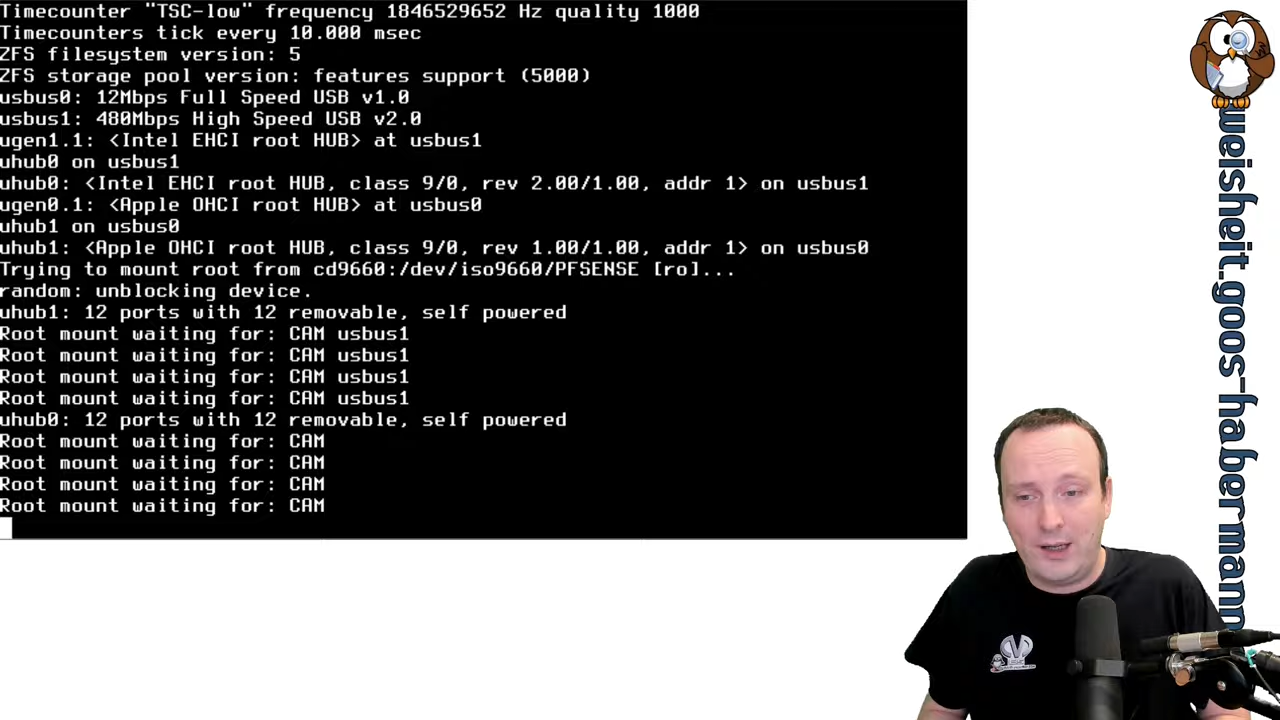 Timecounter "TSC-low" frequency 1846529652 Hz quality 1000
Timecounters tick every 10.000 msec
ZFS filesystem version: 5
ZFS storage pool version: features support (5000)
usbus0: 12Mbps Full Speed USB v1.0
usbus1: 480Mbps High Speed USB v2.0
ugen1.1: <Intel EHCI root HUB> at usbus1
uhub0 on usbus1
uhub0: <Intel EHCI root HUB, class 9/0, rev 2.00/1.00, addr 1> on usbus1
ugen0.1: <Apple OHCI root HUB> at usbus0
uhub1 on usbus0
uhub1: <Apple OHCI root HUB, class 9/0, rev 1.00/1.00, addr 1> on usbus0
Trying to mount root from cd9660:/dev/iso9660/PFSENSE [ro]...
random: unblocking device.
uhub1: 12 ports with 12 removable, self powered
Root mount waiting for: CAM usbus1
Root mount waiting for: CAM usbus1
Root mount waiting for: CAM usbus1
Root mount waiting for: CAM usbus1
uhub0: 12 ports with 12 removable, self powered
Root mount waiting for: CAM
Root mount waiting for: CAM
Root mount waiting for: CAM
Root mount waiting for: CAM
weisheit.goos-habermann